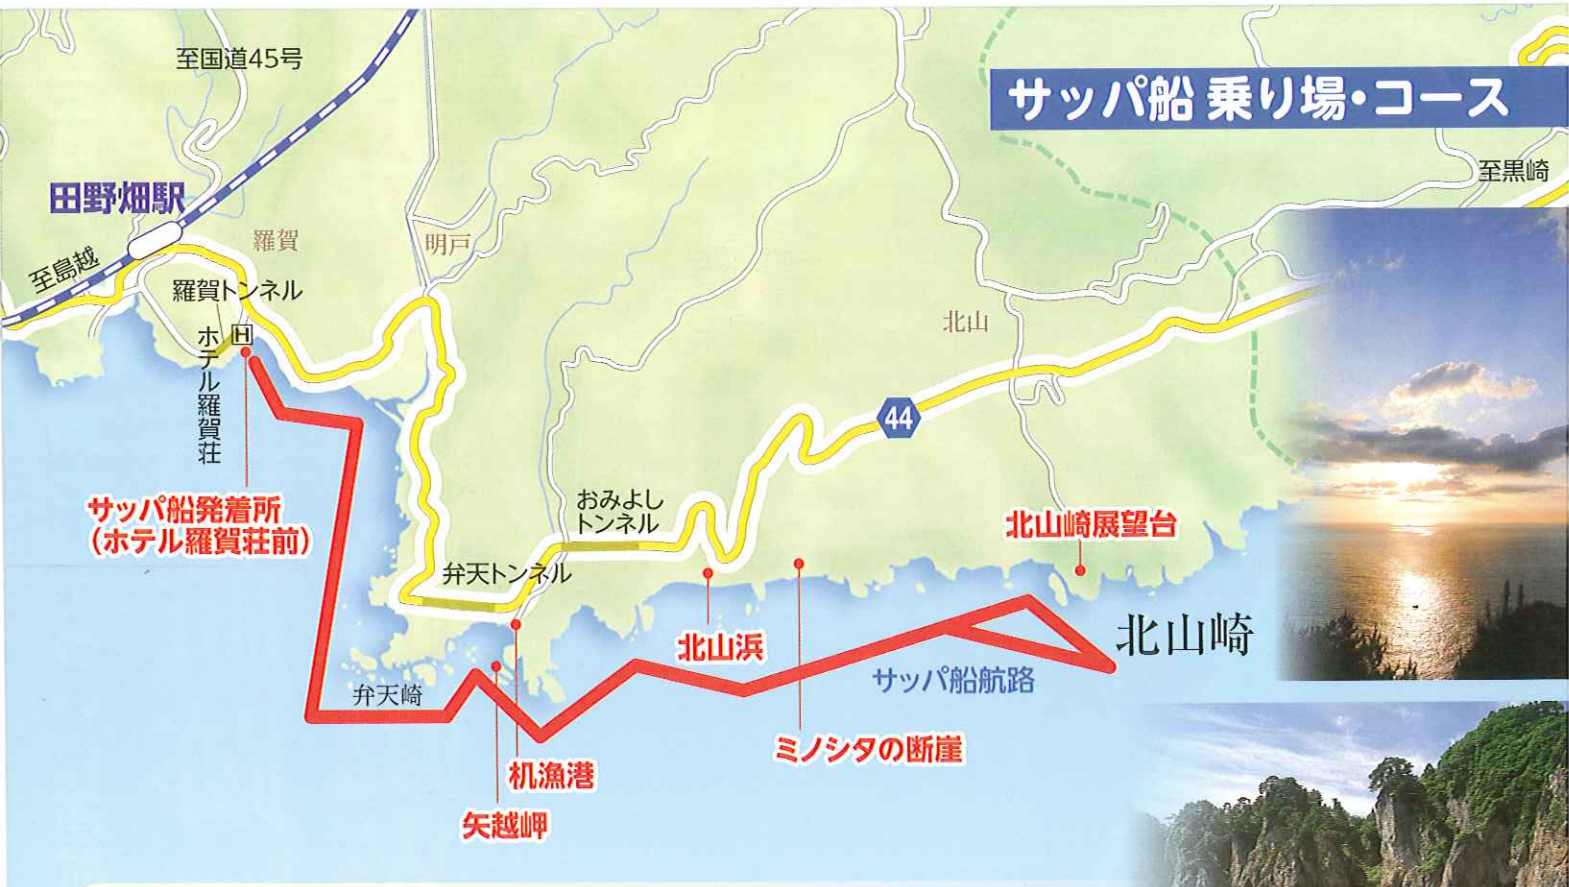 至国道45号
サッパ船 乗り場・コース
至黒崎
田野畑駅
羅賀
明戸
至島越
羅賀トンネル
H
ホテル羅賀荘
北山
44
サッパ船発着所
(ホテル羅賀荘前)
おみよし
トンネル
北山崎展望台
弁天トンネル
北山浜
北山崎
サッパ船航路
弁天崎
ミノシタの断崖
机漁港
矢越岬